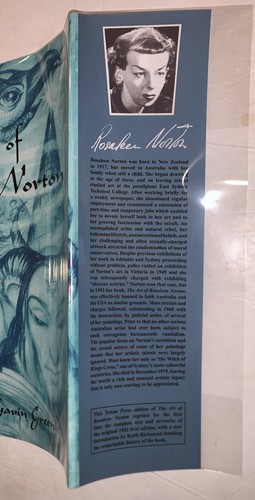 of
Norton
Gavin Green
Rosaleen Norton
Rosaleen Norton was born in New Zealand
in 1917, but moved to Australia with her
family when still a child. She began drawing
at the age of three, and on leaving school
studied art at the prestigious East Sydney
Technical College. After working briefly for
a weekly newspaper, she abandoned regular
employment and commenced a succession of
part-time and temporary jobs which enabled
her to devote herself both to her art and to
her growing fascination with the occult. An
accomplished artist and natural rebel, her
bohemian lifestyle, unconventional beliefs, and
her challenging and often sexually-charged
artwork attracted the condemnation of moral
conservatives. Despite previous exhibitions of
her work in Adelaide and Sydney proceeding
without problem, police raided an exhibition
of Norton's art in Victoria in 1949 and she
was subsequently charged with exhibiting
"obscene articles." Norton won that case, but
in 1952 her book, The Art of Rosaleen Norton,
was effectively banned in both Australia and
the USA on similar grounds. More arrests and
charges followed, culminating in 1960 with
the destruction, by judicial order, of several
of her paintings. Prior to that no other serious
Australian artist had ever been subject to
such outrageous bureaucratic vandalism.
The popular focus on Norton's occultism and
the sexual nature of some of her paintings
meant that her artistic talents were largely
ignored. Most knew her only as "the Witch of
Kings Cross," one of Sydney's more colourful
eccentrics. She died in December 1979, leaving
the world a rich and unusual artistic legacy
that is only now starting to be appreciated.
This Teitan Press edition of The Art of
Rosaleen Norton reprints for the first
time the complete text and artworks of
the original 1952 first edition, with a new
introduction by Keith Richmond detailing
the remarkable history of the book.